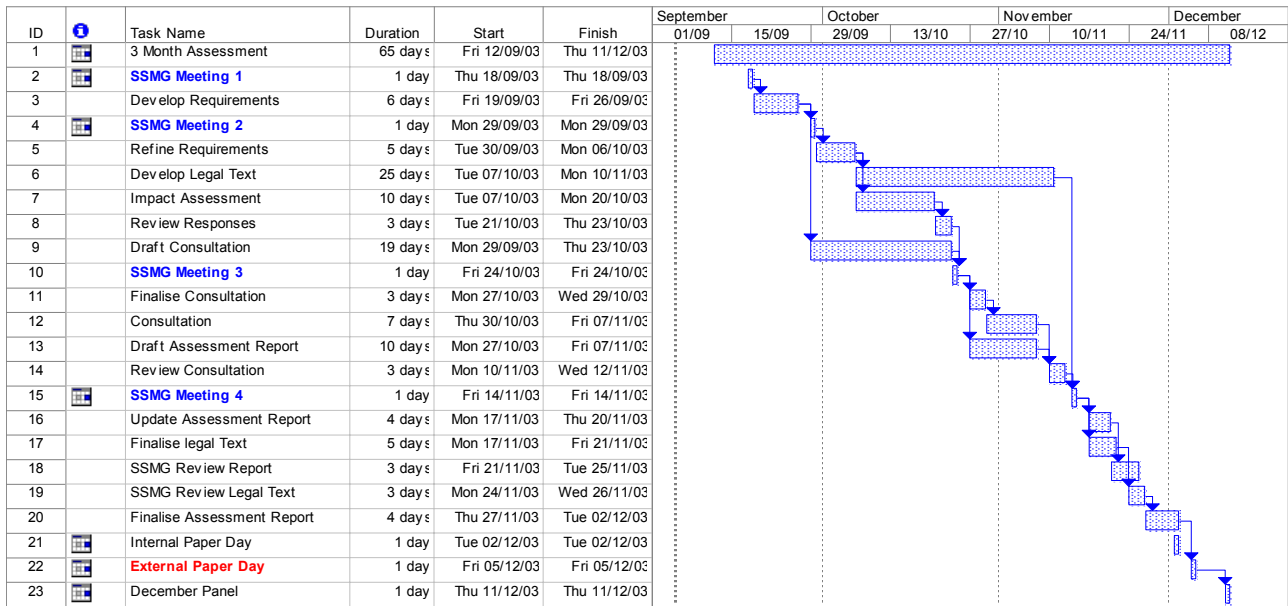 September October November December
ID Task Name Duration Start Finish 01/09 15/09 29/09 13/10 27/10 10/11 24/11 08/12
1 3 Month Assessment 65 days Fri 12/09/03 Thu 11/12/03
2 SSMG Meeting 1 1 day Thu 18/09/03 Thu 18/09/03
3 Develop Requirements 6 days Fri 19/09/03 Fri 26/09/03
4 SSMG Meeting 2 1 day Mon 29/09/03 Mon 29/09/03
5 Refine Requirements 5 days Tue 30/09/03 Mon 06/10/03
6 Develop Legal Text 25 days Tue 07/10/03 Mon 10/11/03
7 Impact Assessment 10 days Tue 07/10/03 Mon 20/10/03
8 Review Responses 3 days Tue 21/10/03 Thu 23/10/03
9 Draft Consultation 19 days Mon 29/09/03 Thu 23/10/03
10 SSMG Meeting 3 1 day Fri 24/10/03 Fri 24/10/03
11 Finalise Consultation 3 days Mon 27/10/03 Wed 29/10/03
12 Consultation 7 days Thu 30/10/03 Fri 07/11/03
13 Draft Assessment Report 10 days Mon 27/10/03 Fri 07/11/03
14 Review Consultation 3 days Mon 10/11/03 Wed 12/11/03
15 SSMG Meeting 4 1 day Fri 14/11/03 Fri 14/11/03
16 Update Assessment Report 4 days Mon 17/11/03 Thu 20/11/03
17 Finalise legal Text 5 days Mon 17/11/03 Fri 21/11/03
18 SSMG Review Report 3 days Fri 21/11/03 Tue 25/11/03
19 SSMG Review Legal Text 3 days Mon 24/11/03 Wed 26/11/03
20 Finalise Assessment Report 4 days Thu 27/11/03 Tue 02/12/03
21 Internal Paper Day 1 day Tue 02/12/03 Tue 02/12/03
22 External Paper Day 1 day Fri 05/12/03 Fri 05/12/03
23 December Panel 1 day Thu 11/12/03 Thu 11/12/03